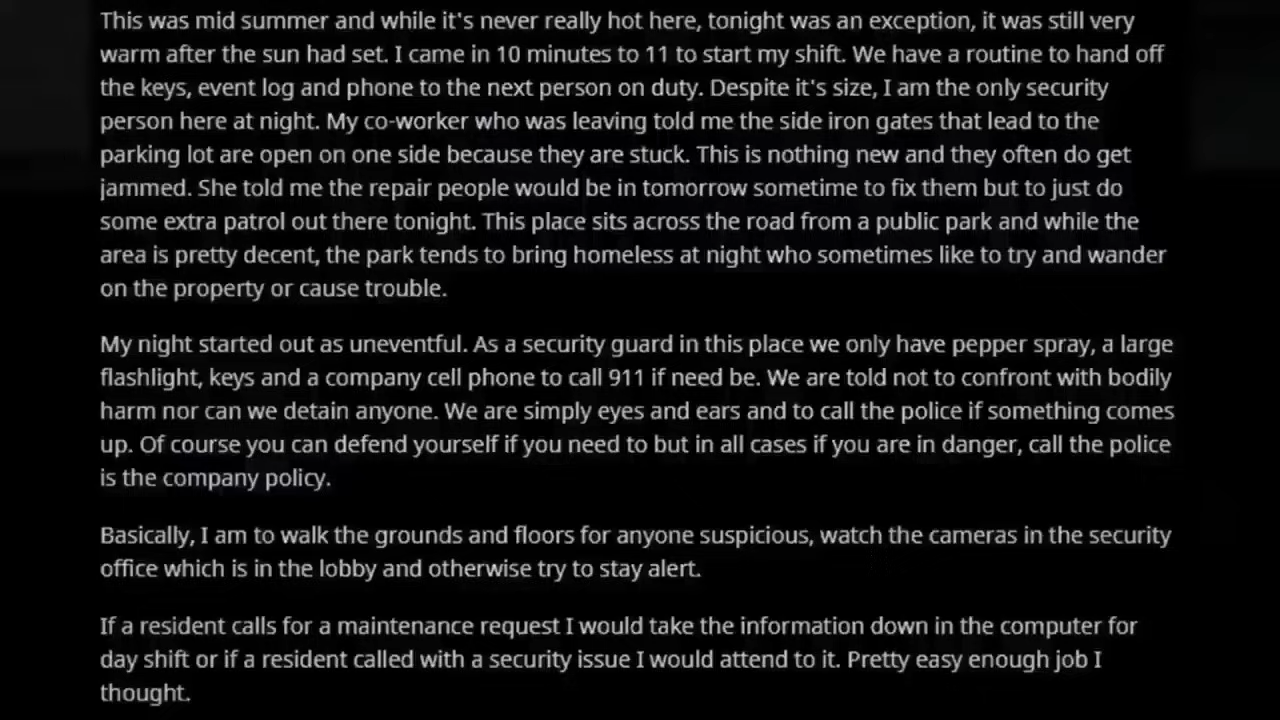 This was mid summer and while it's never really hot here, tonight was an exception, it was still very
warm after the sun had set. I came in 10 minutes to 11 to start my shift. We have a routine to hand off
the keys, event log and phone to the next person on duty. Despite it's size, I am the only security
person here at night. My co-worker who was leaving told me the side iron gates that lead to the
parking lot are open on one side because they are stuck. This is nothing new and they often do get
jammed. She told me the repair people would be in tomorrow sometime to fix them but to just do
some extra patrol out there tonight. This place sits across the road from a public park and while the
area is pretty decent, the park tends to bring homeless at night who sometimes like to try and wander
on the property or cause trouble.
My night started out as uneventful. As a security guard in this place we only have pepper spray, a large
flashlight, keys and a company cell phone to call 911 if need be. We are told not to confront with bodily
harm nor can we detain anyone. We are simply eyes and ears and to call the police if something comes
up. Of course you can defend yourself if you need to but in all cases if you are in danger, call the police
is the company policy.
Basically, I am to walk the grounds and floors for anyone suspicious, watch the cameras in the security
office which is in the lobby and otherwise try to stay alert.
If a resident calls for a maintenance request I would take the information down in the computer for
day shift or if a resident called with a security issue I would attend to it. Pretty easy enough job I
thought.